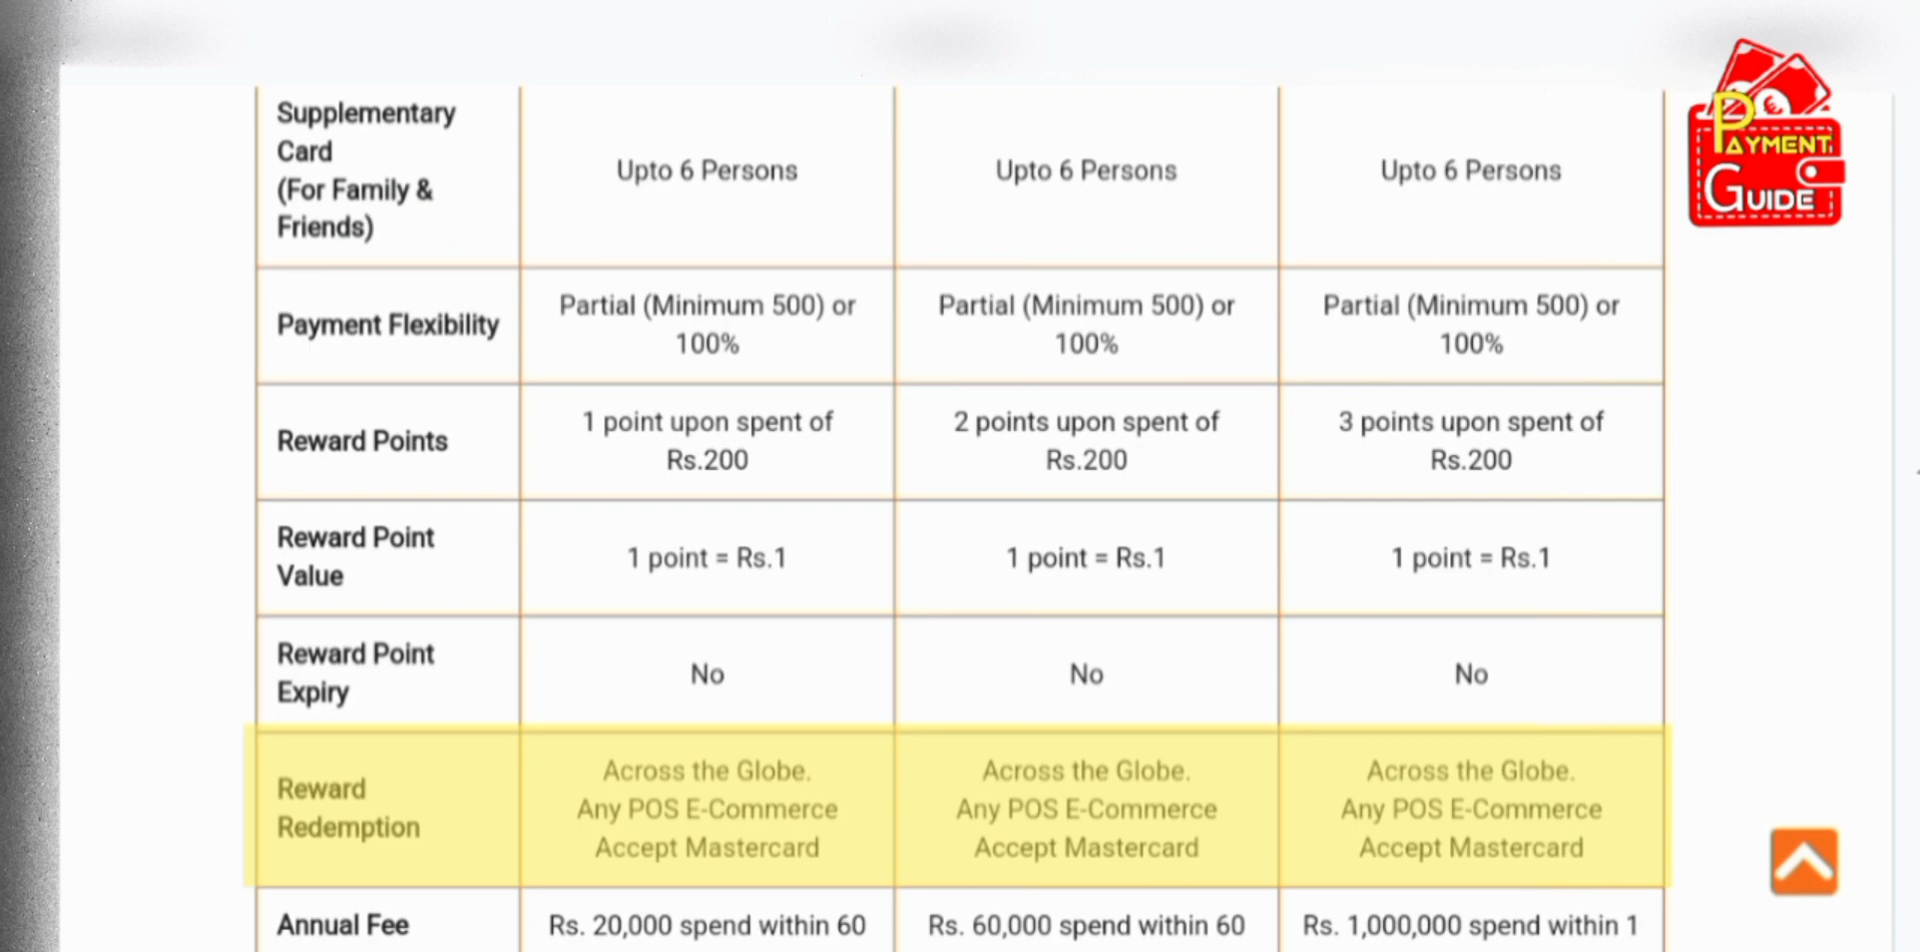 Supplementary
Card
(For Family &
Friends)
Upto 6 Persons
Upto 6 Persons
Upto 6 Persons
Payment Flexibility
Partial (Minimum 500) or
100%
Partial (Minimum 500) or
100%
Partial (Minimum 500) or
100%
Reward Points
1 point upon spent of
Rs.200
2 points upon spent of
Rs.200
3 points upon spent of
Rs.200
Reward Point
Value
1 point = Rs.1
1 point = Rs.1
1 point = Rs.1
Reward Point
Expiry
No
No
No
Reward
Redemption
Across the Globe.
Any POS E-Commerce
Accept Mastercard
Across the Globe.
Any POS E-Commerce
Accept Mastercard
Across the Globe.
Any POS E-Commerce
Accept Mastercard
Annual Fee
Rs. 20,000 spend within 60
Rs. 60,000 spend within 60
Rs. 1,000,000 spend within 1
PAYMENT
GUIDE